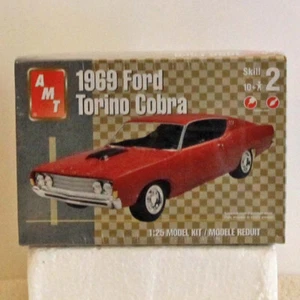 AMT
1969 Ford
Torino Cobra
Skill 2
10+
1:25 MODEL KIT / MODELE REDUIT